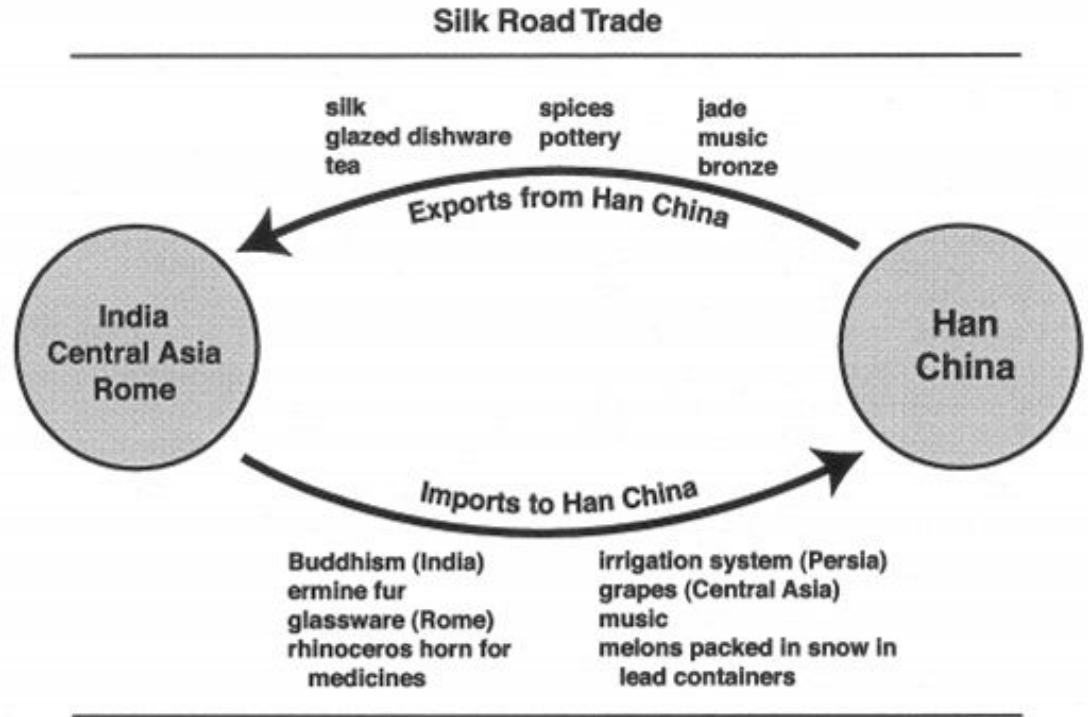 Silk Road Trade
silk
glazed dishware
tea
spices
pottery
jade
music
bronze
Exports from Han China
India
Central Asia
Rome
Han
China
Imports to Han China
Buddhism (India)
ermine fur
glassware (Rome)
rhinoceros horn for
medicines
irrigation system (Persia)
grapes (Central Asia)
music
melons packed in snow in
lead containers